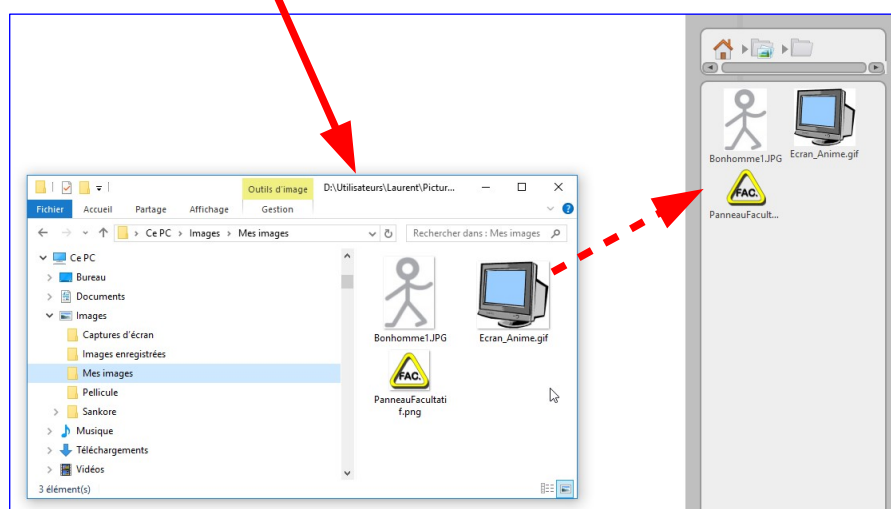 Outils d'image D:\Utilisateurs\Laurent\Pictur...
Fichier Accueil Partage Affichage Gestion
Ce PC > Images > Mes images
Rechercher dans : Mes images
Ce PC
Bureau
Documents
Images
Captures d'écran
Images enregistrées
Mes images
Pellicule
Sankore
Musique
Téléchargements
Vidéos
3 élément(s)
Bonhomme1.JPG Ecran_Anime.gif
FAC.
PanneauFacultati
f.png
Bonhomme1.JPG Ecran_Anime.gif
FAC.
PanneauFacult...